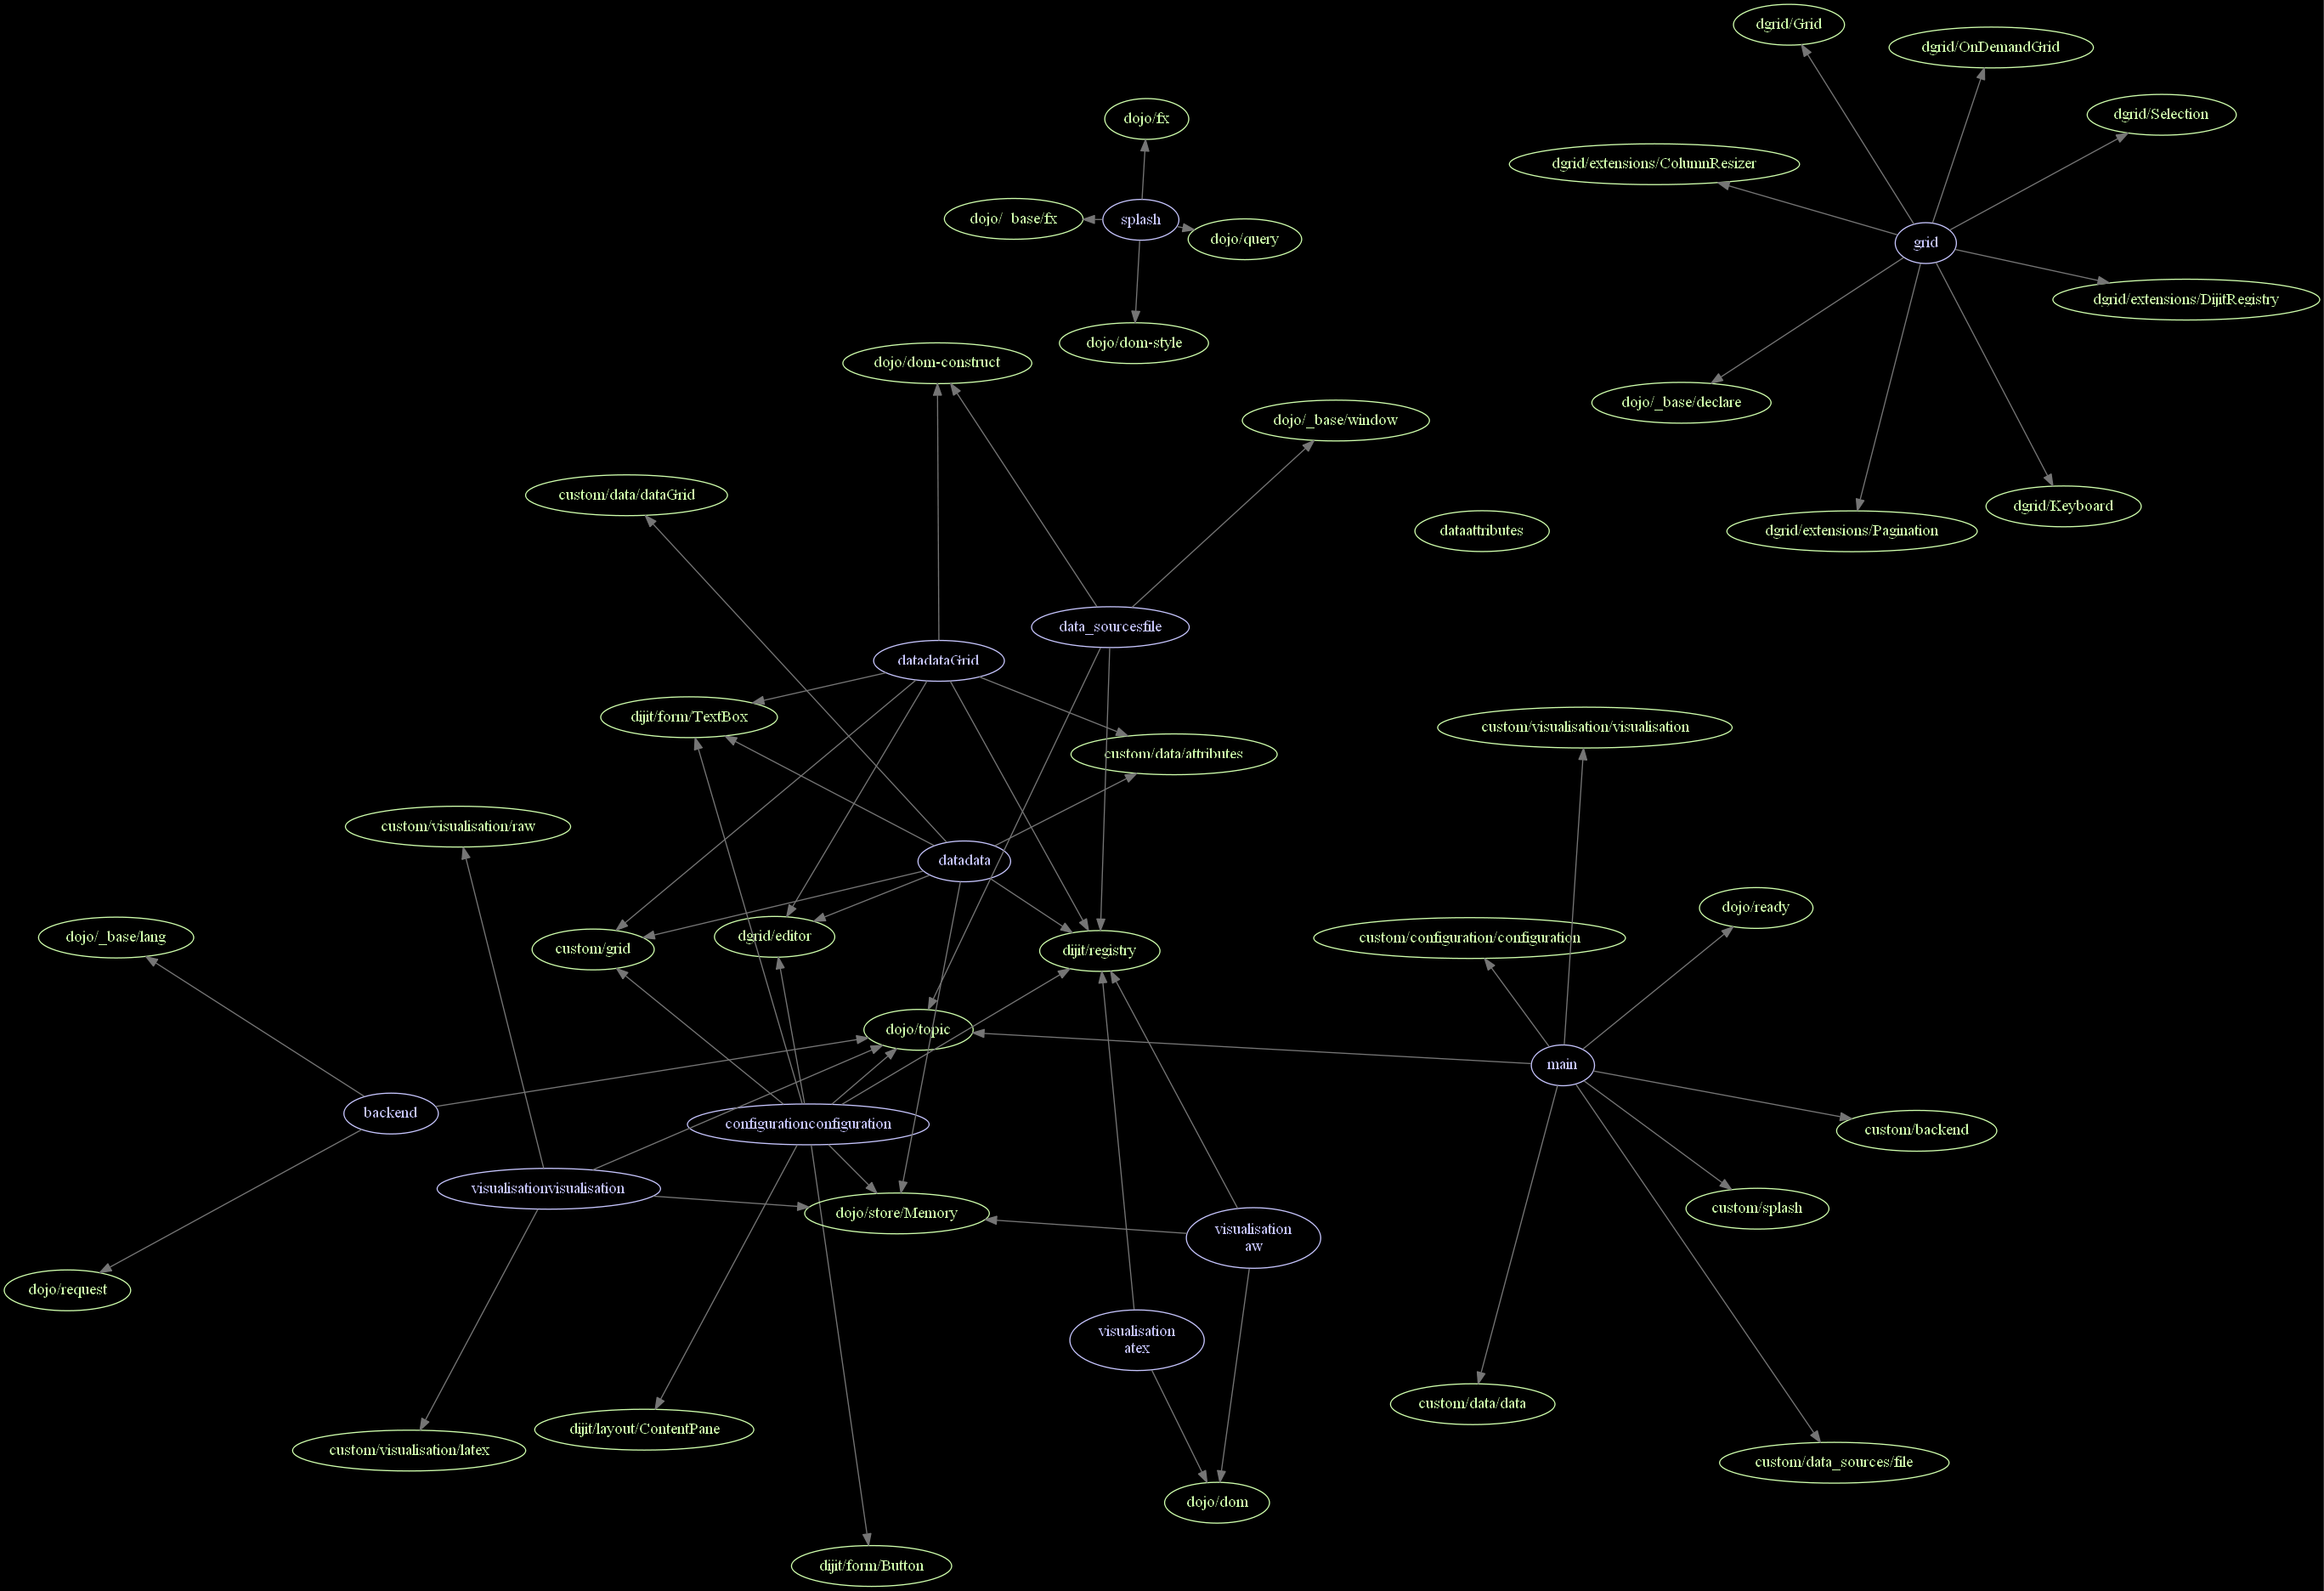 dgrid/Grid
dgrid/OnDemandGrid
dgrid/Selection
dojo/fx
dgrid/extensions/ColumnResizer
dojo/_base/fx
splash
dojo/query
grid
dgrid/extensions/DijitRegistry
dojo/dom-style
dojo/dom-construct
dojo/_base/declare
dojo/_base/window
custom/data/dataGrid
dgrid/Keyboard
dataattributes
dgrid/extensions/Pagination
data_sourcesfile
datadataGrid
dijit/form/TextBox
custom/visualisation/visualisation
custom/data/attributes
custom/visualisation/raw
datadata
dojo/ready
dojo/_base/lang
dgrid/editor
custom/configuration/configuration
custom/grid
dijit/registry
dojo/topic
main
backend
configurationconfiguration
custom/backend
visualisationvisualisation
custom/splash
dojo/store/Memory
visualisation
aw
dojo/request
visualisation
atex
custom/data/data
dijit/layout/ContentPane
custom/visualisation/latex
custom/data_sources/file
dojo/dom
dijit/form/Button